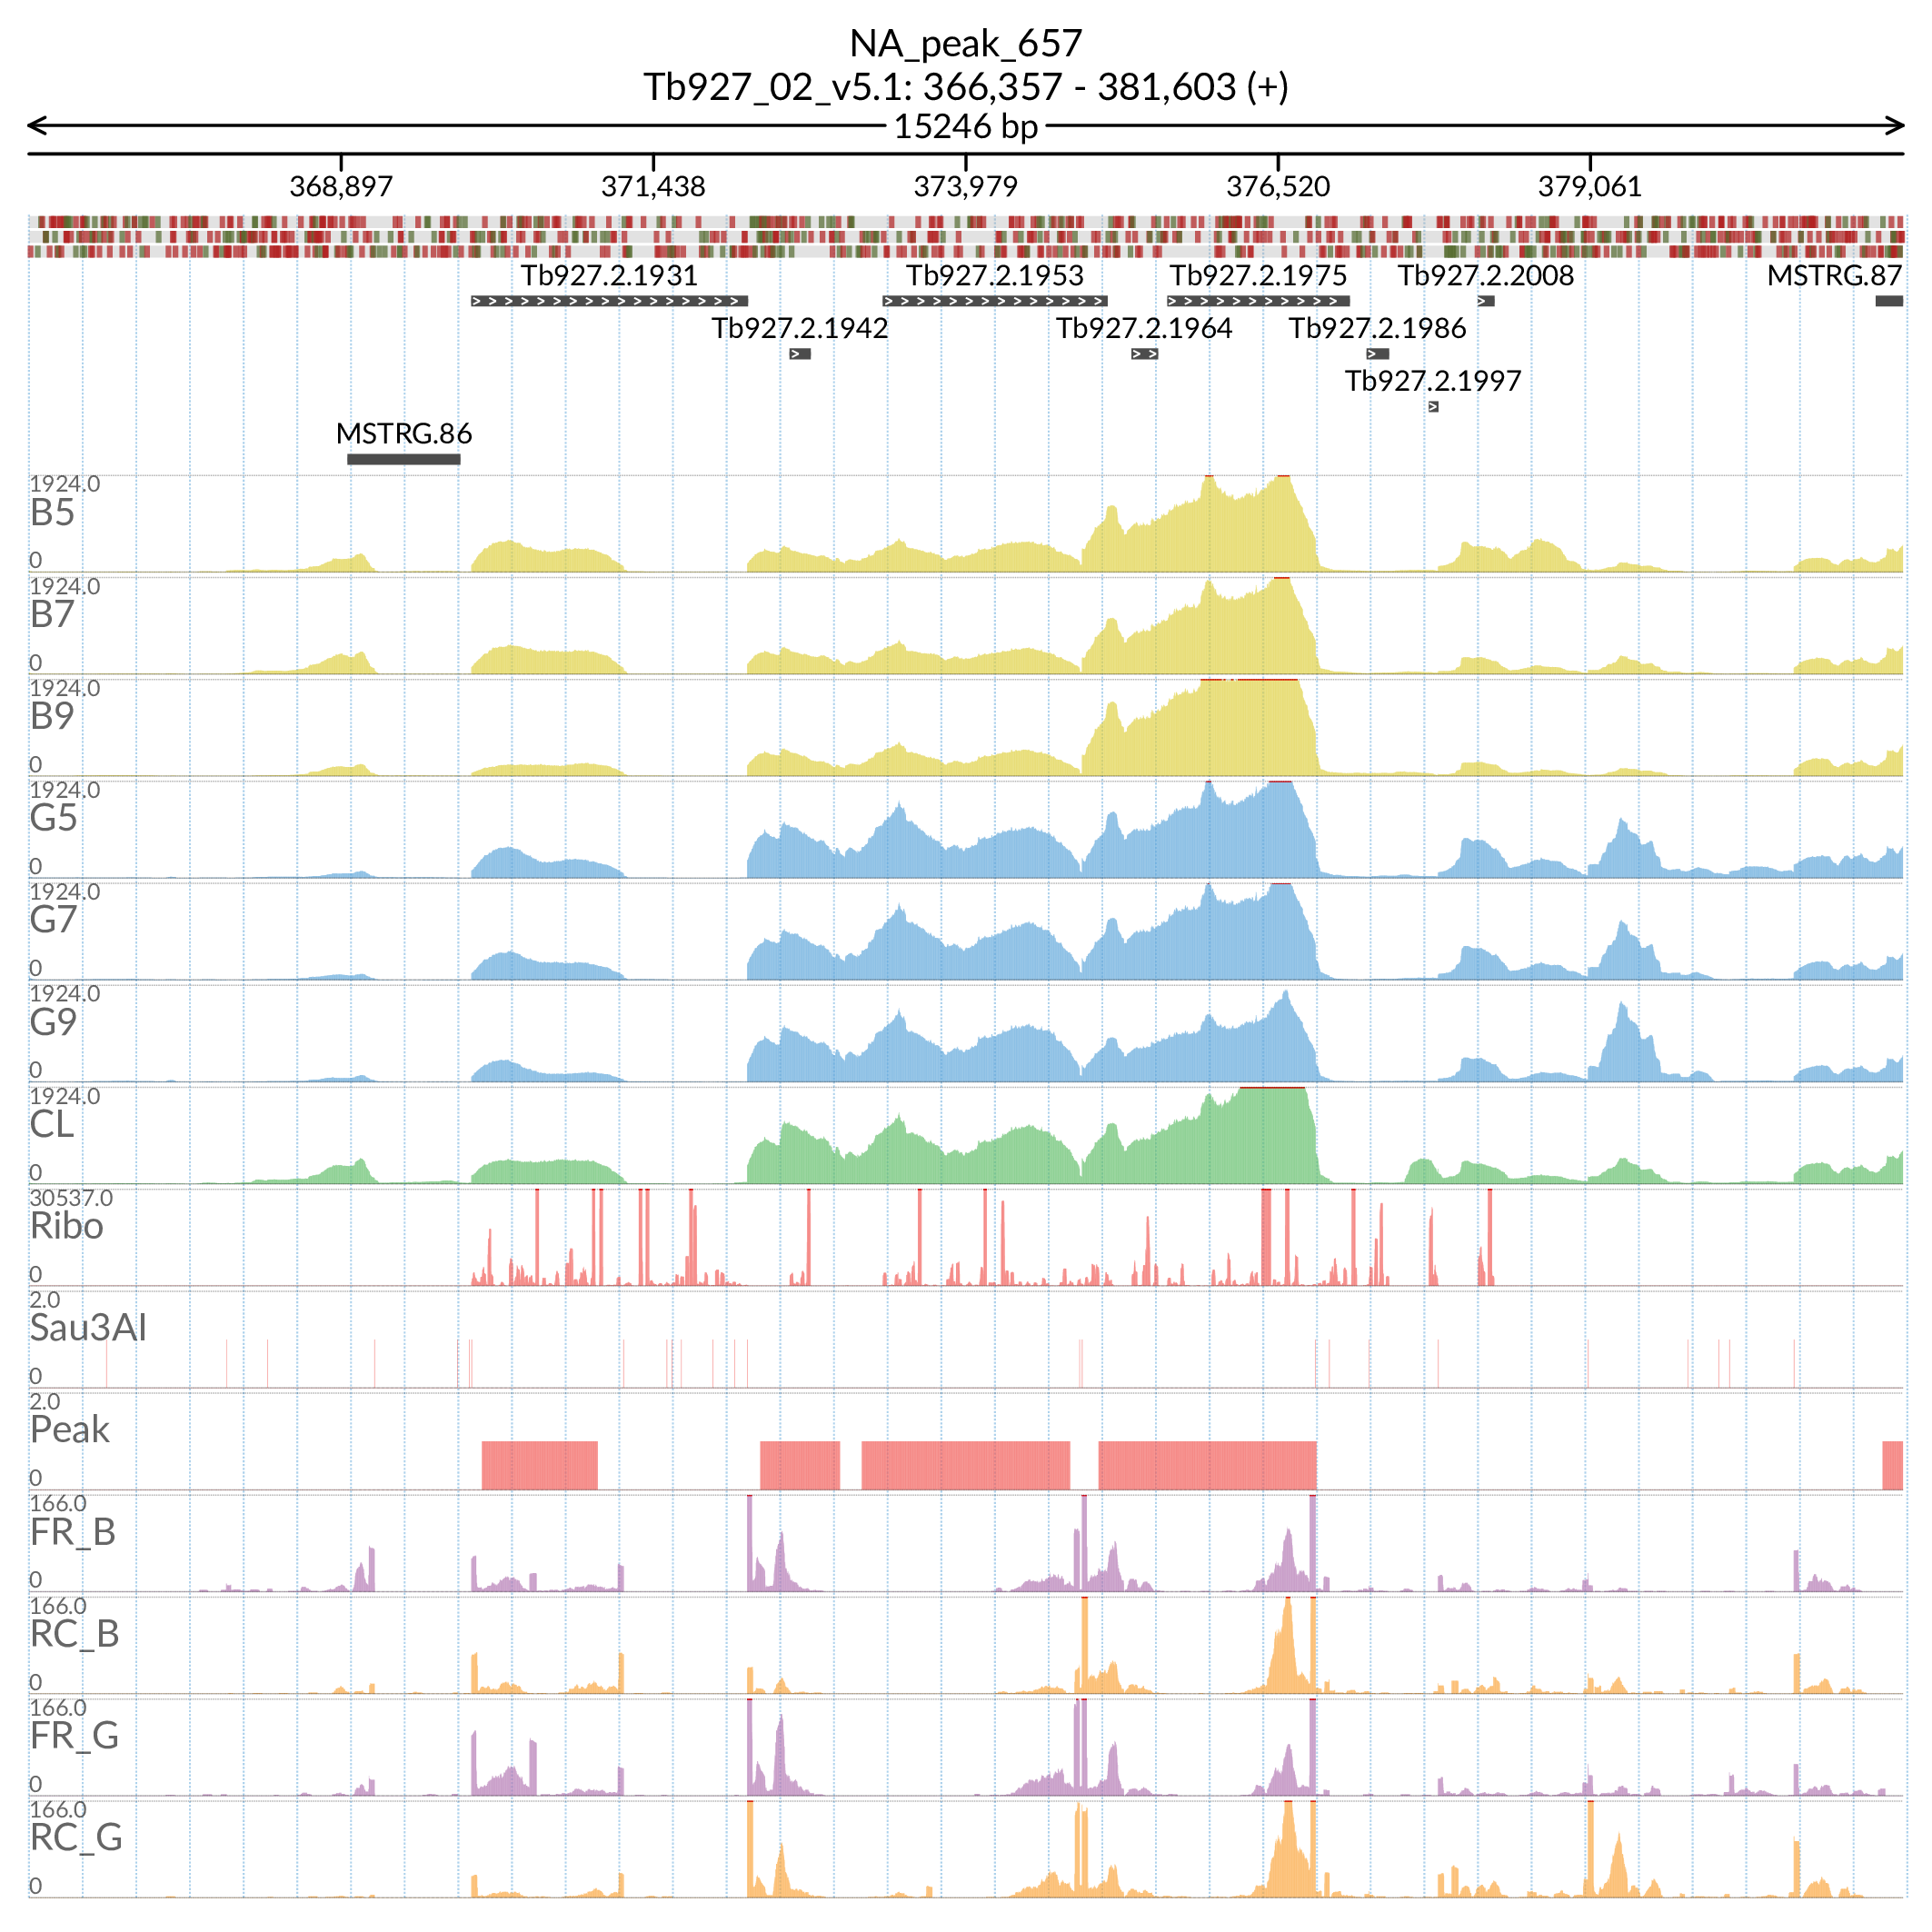 NA_peak_657
Tb927_02_v5.1: 366,357 - 381,603 (+)
15246 bp
368,897 371,438 373,979 376,520 379,061
Tb927.2.1931 Tb927.2.1953 Tb927.2.1975 Tb927.2.2008 MSTRG.87
Tb927.2.1942 Tb927.2.1964 Tb927.2.1986
Tb927.2.1997
MSTRG.86
1924.0
B5
0
1924.0
B7
0
1924.0
B9
0
1924.0
G5
0
1924.0
G7
0
1924.0
G9
0
1924.0
CL
0
30537.0
Ribo
0
2.0
Sau3AI
0
2.0
Peak
0
166.0
FR_B
0
166.0
RC_B
0
166.0
FR_G
0
166.0
RC_G
0